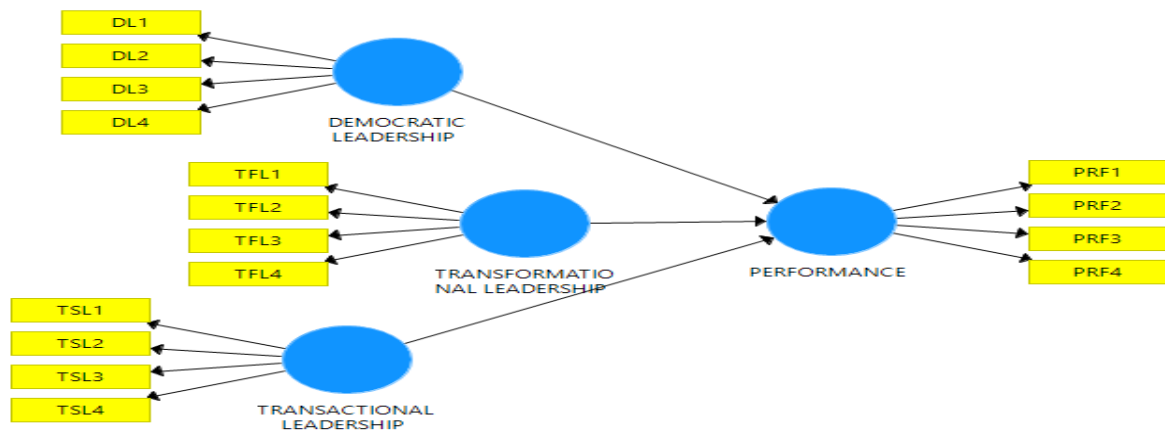 DL1
DL2
DL3
DL4
DEMOCRATIC
LEADERSHIP
TFL1
TFL2
TFL3
TFL4
TRANSFORMATIO
NAL LEADERSHIP
TSL1
TSL2
TSL3
TSL4
TRANSACTIONAL
LEADERSHIP
PERFORMANCE
PRF1
PRF2
PRF3
PRF4